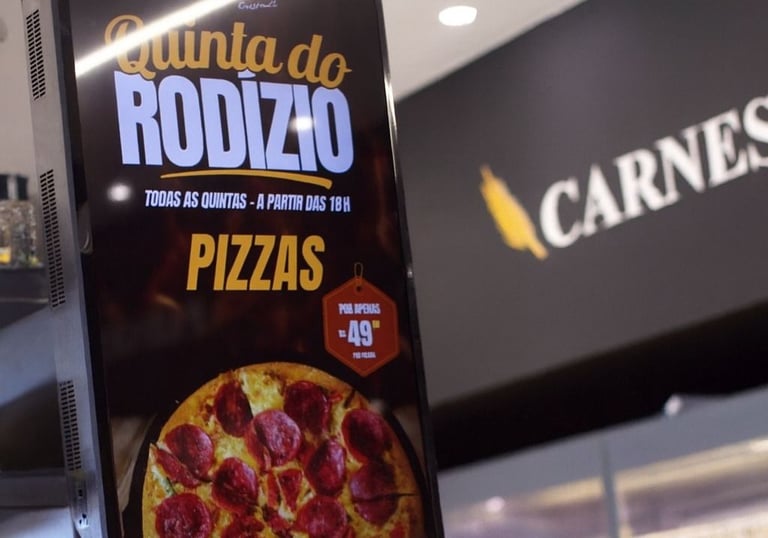 Quinta do
RODÍZIO
TODAS AS QUINTAS - A PARTIR DAS 18H
PIZZAS
POR APENAS
49
POR PESSOA
CARNES